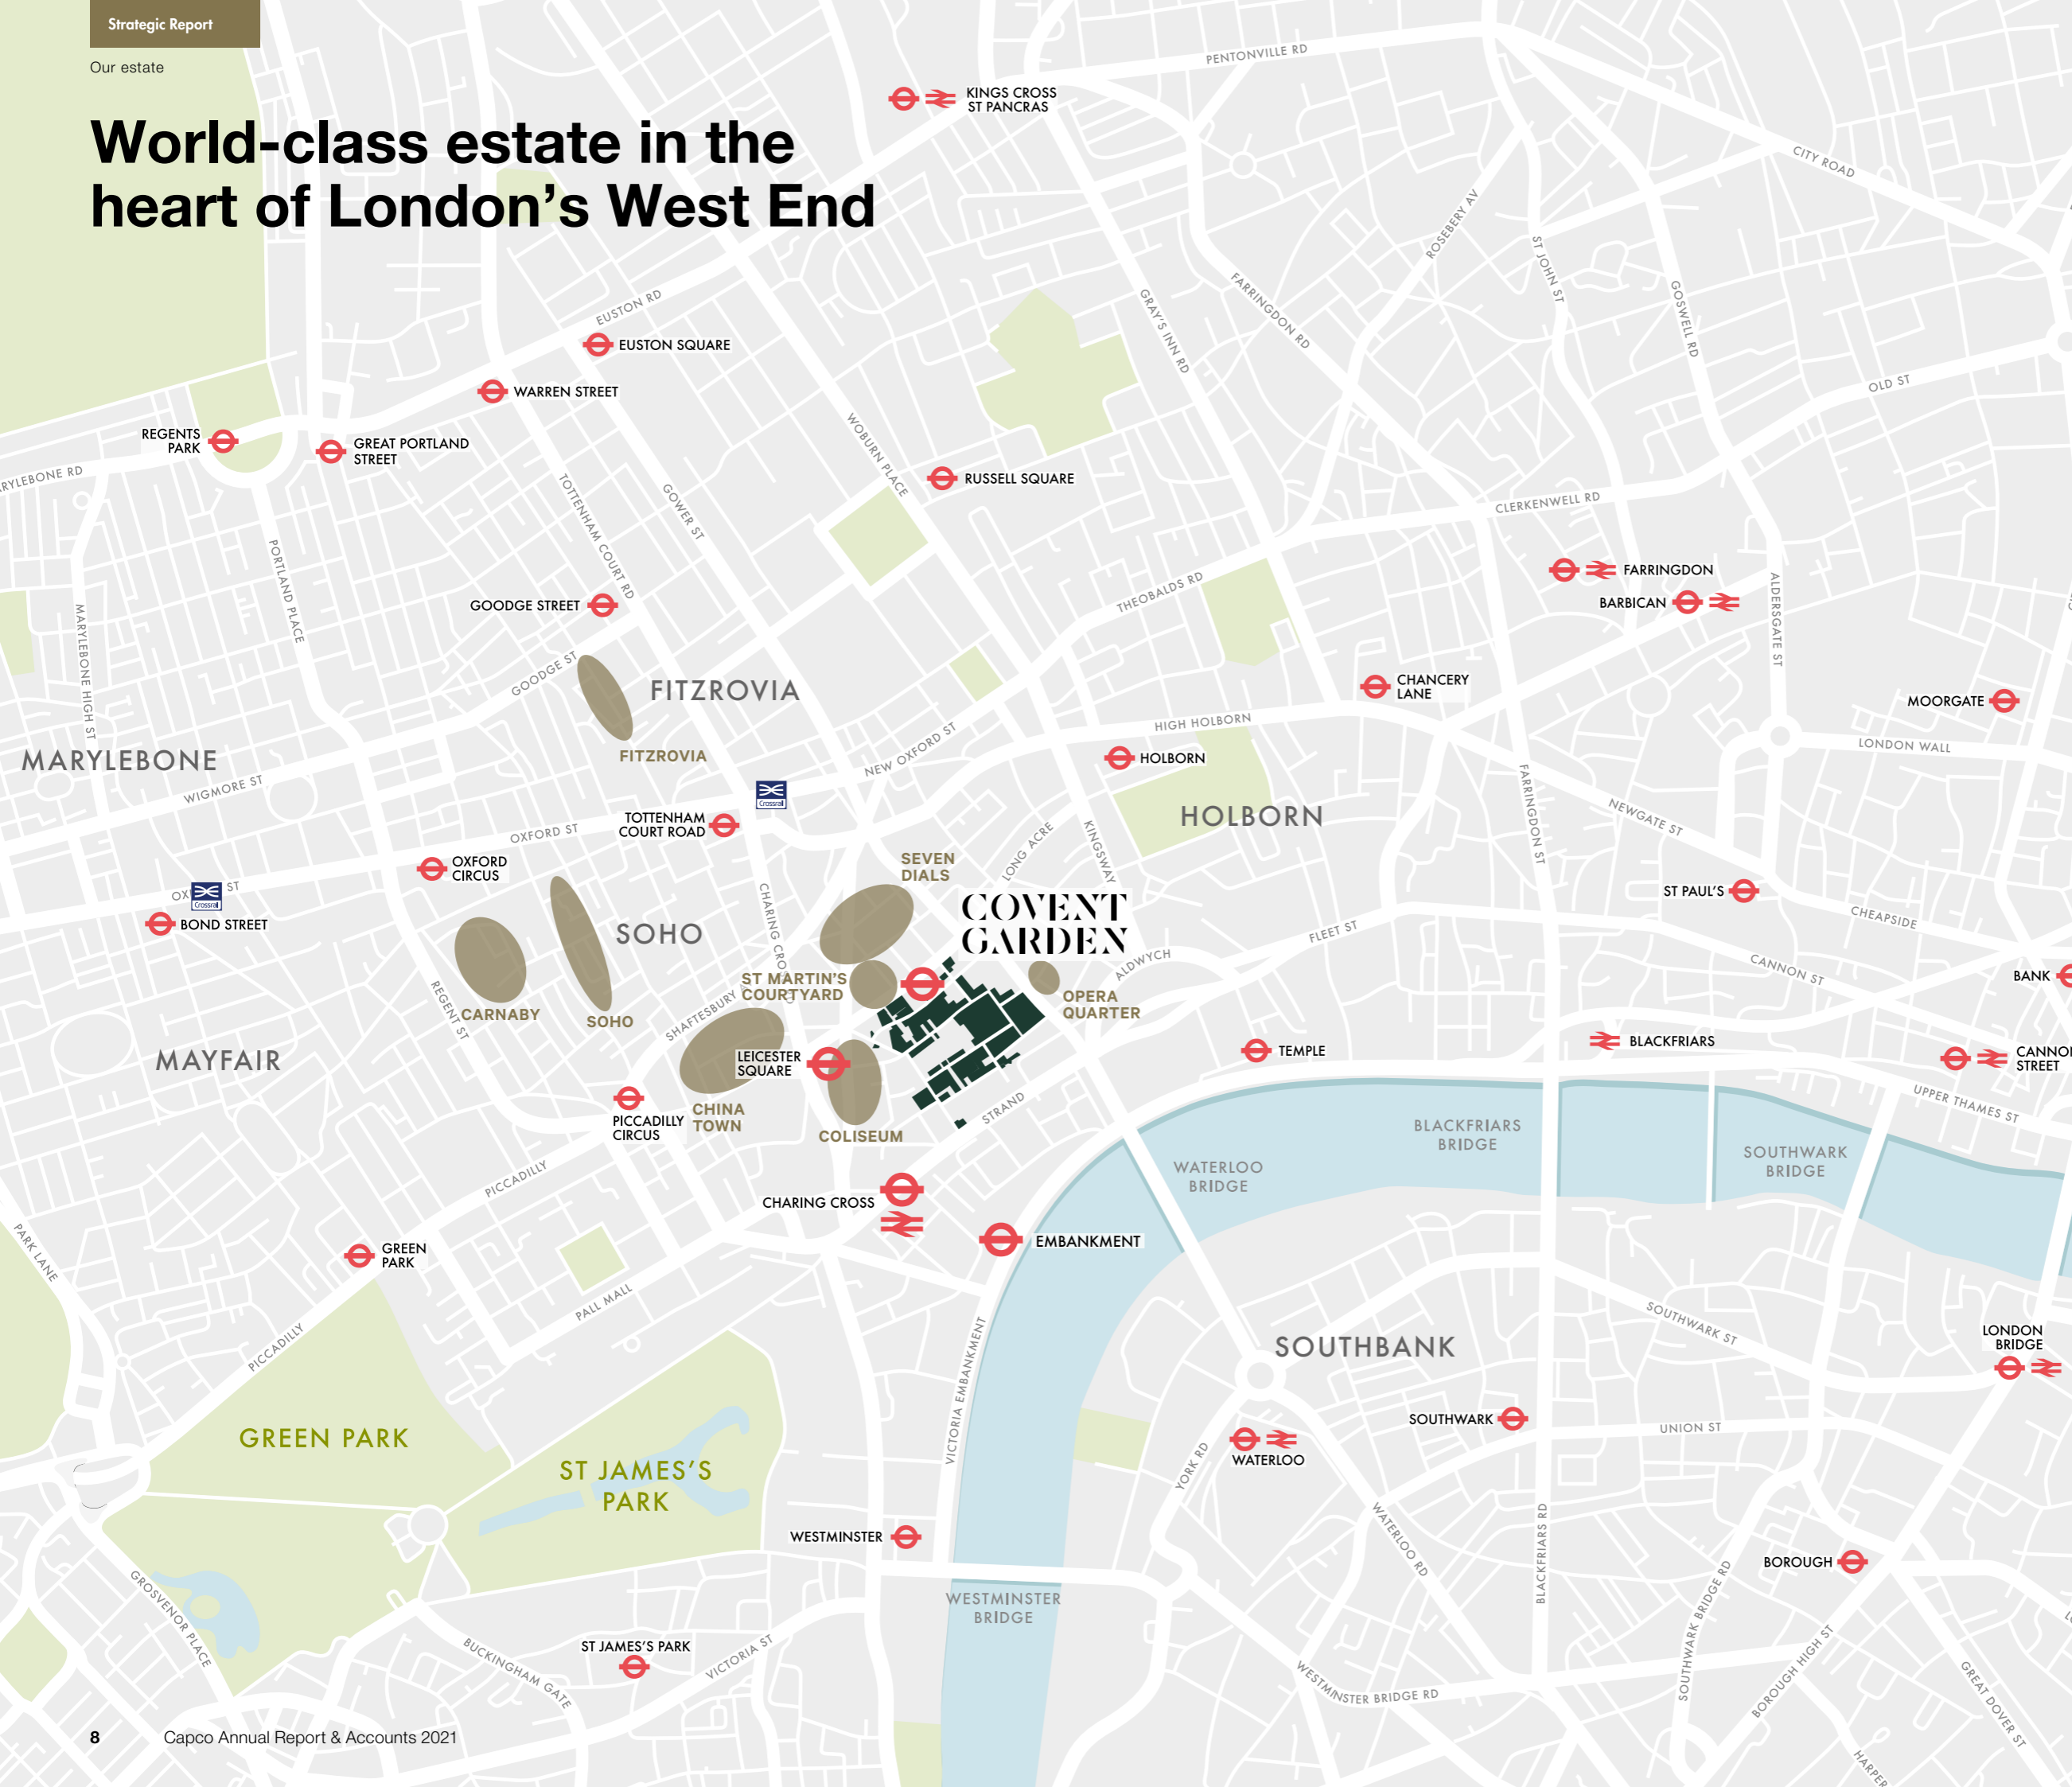 Strategic Report
Our estate
World-class estate in the
heart of London's West End
PENTONVILLE RD
KINGS CROSS
ST PANCRAS
CITY ROAD
ROSEBERY AV
ST JOHN ST
GOSWELL RD
GRAY'S INN RD
FARRINGDON RD
EUSTON RD
EUSTON SQUARE
WARREN STREET
OLD ST
REGENTS
PARK
GREAT PORTLAND
STREET
WOBURN PLACE
RYLEBONE RD
RUSSELL SQUARE
TOTTENHAM COURT RD
GOWER ST
CLERKENWELL RD
PORTLAND PLACE
FARRINGDON
BARBICAN
THEOBALDS RD
GOODGE STREET
MARYLEBONE HIGH ST
ALDERSGATE ST
GOODGE ST
FITZROVIA
CHANCERY
LANE
MOORGATE
HIGH HOLBORN
FITZROVIA
NEW OXFORD ST
HOLBORN
LONDON WALL
MARYLEBONE
WIGMORE ST
Crossrail
FARRINGDON ST
NEWGATE ST
HOLBORN
TOTTENHAM
COURT ROAD
OXFORD ST
LONG ACRE
KINGSWAY
OXFORD
CIRCUS
SEVEN
DIALS
OX ST
Crossrail
ST PAUL'S
CHEAPSIDE
BOND STREET
COVENT
GARDEN
SOHO
CHARING CRO
FLEET ST
ALDWYCH
CANNON ST
BANK
ST MARTIN'S
COURTYARD
OPERA
QUARTER
REGENT ST
CARNABY
SOHO
SHAFTESBURY
MAYFAIR
LEICESTER
SQUARE
TEMPLE
BLACKFRIARS
CANNO
STREET
PICCADILLY
CIRCUS
CHINA
TOWN
COLISEUM
STRAND
UPPER THAMES ST
BLACKFRIARS
BRIDGE
WATERLOO
BRIDGE
SOUTHWARK
BRIDGE
PICCADILLY
CHARING CROSS
EMBANKMENT
PARK LANE
GREEN
PARK
PALL MALL
PICCADILLY
VICTORIA EMBANKMENT
SOUTHBANK
SOUTHWARK ST
LONDON
BRIDGE
GREEN PARK
SOUTHWARK
UNION ST
ST JAMES'S
PARK
YORK RD
WATERLOO
WESTMINSTER
WATERLOO RD
BLACKFRIARS RD
BOROUGH
GROSVENOR PLACE
WESTMINSTER
BRIDGE
SOUTHWARK BRIDGE RD
BUCKINGHAM GATE
ST JAMES'S PARK
VICTORIA ST
BOROUGH HIGH ST
WESTMINSTER BRIDGE RD
GREAT DOVER ST
HARPER
8
Capco Annual Report & Accounts 2021